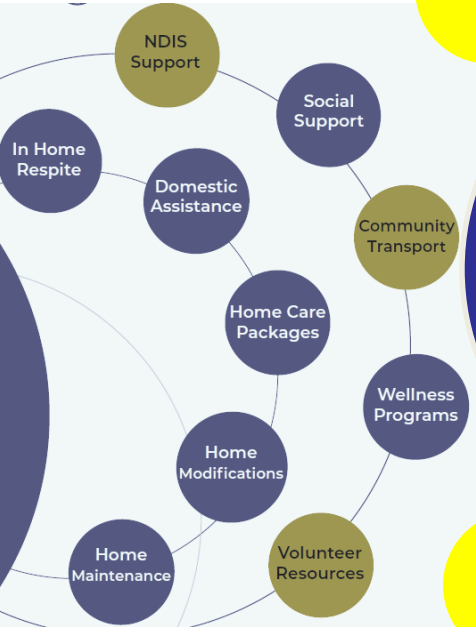 NDIS
Support
Social
Support
In Home
Respite
Domestic
Assistance
Community
Transport
Home Care
Packages
Wellness
Programs
Home
Modifications
Home
Maintenance
Volunteer
Resources